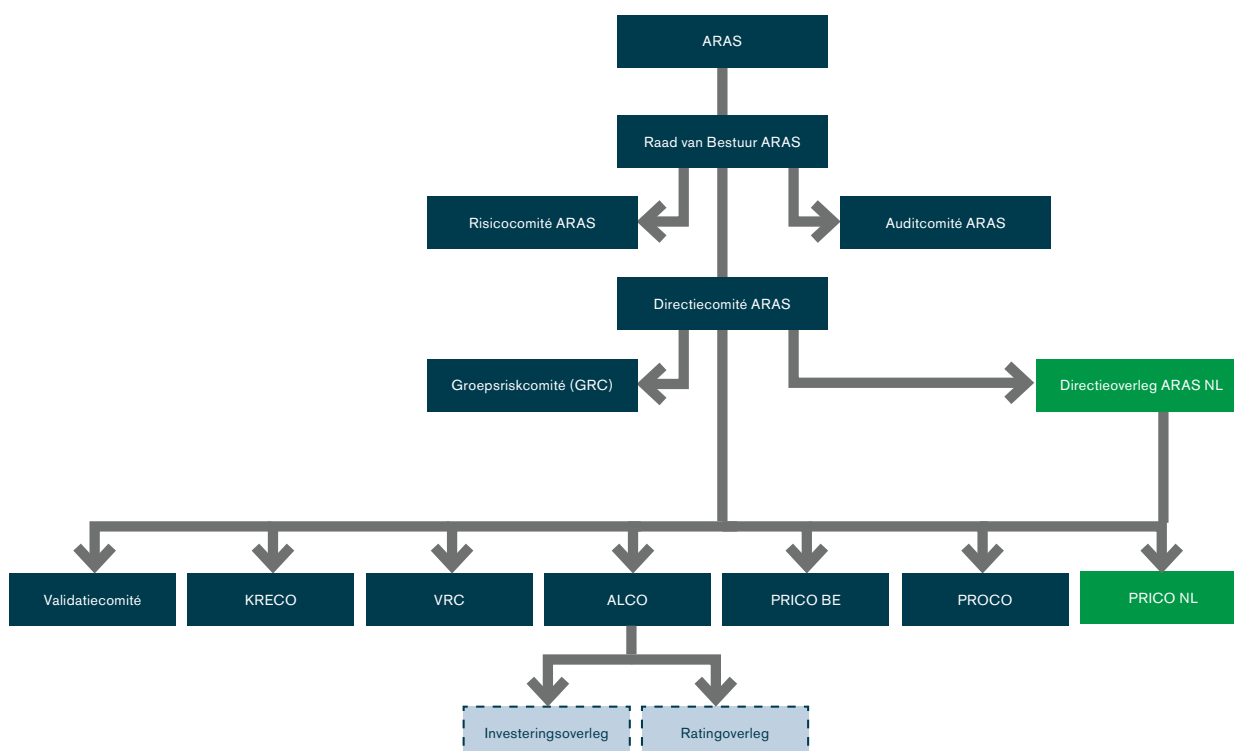 ARAS
Raad van Bestuur ARAS
Risicocomité ARAS
Auditcomité ARAS
Directiecomité ARAS
Groepsriskcomité (GRC)
Directieoverleg ARAS NL
Validatiecomité
KRECO
VRC
ALCO
PRICO BE
PROCO
PRICO NL
Investeringsoverleg
Ratingoverleg